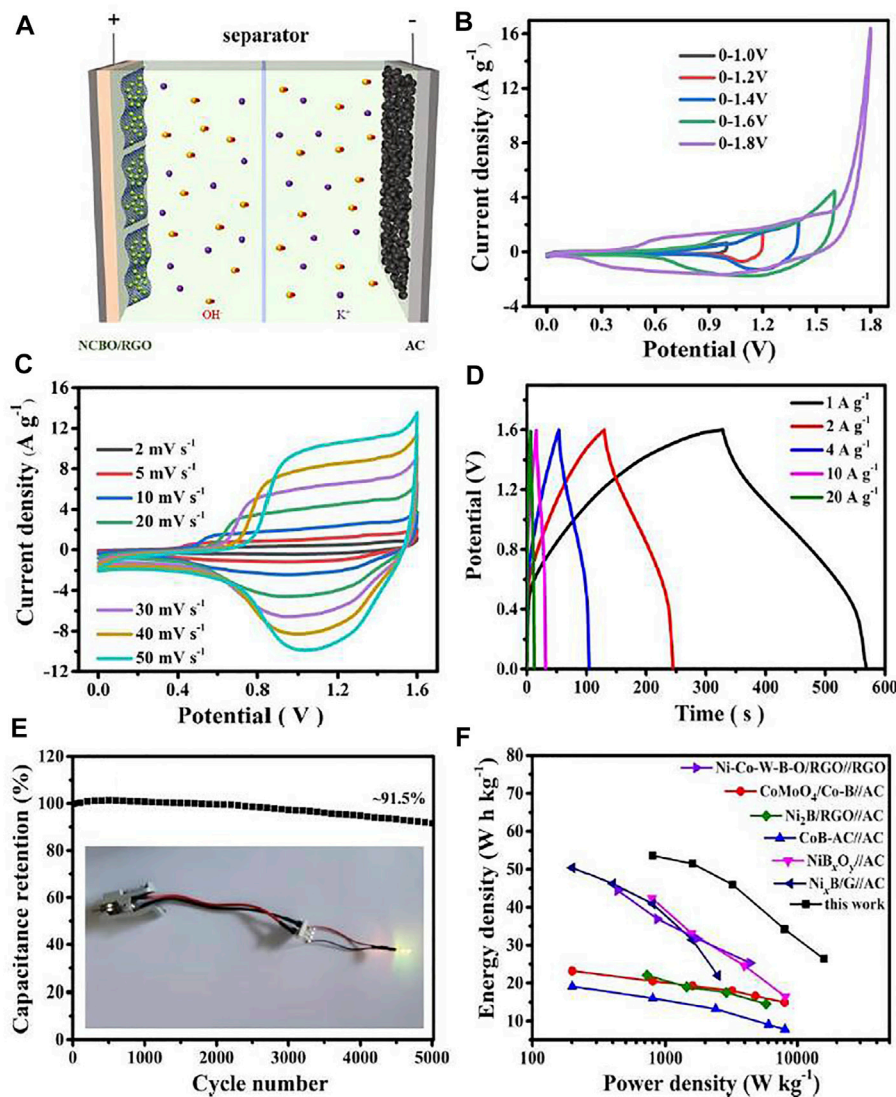 A
+
-
separator
OH-
K+
NCBO/RGO
AC
B
Current density (A g-1)
16
12
8
4
0
-4
0-1.0V
0-1.2V
0-1.4V
0-1.6V
0-1.8V
0.0 0.3 0.6 0.9 1.2 1.5 1.8
Potential (V)
C
Current density(A g-1)
16
12
8
4
0
-4
-8
-12
2 mV s-1
5 mV s-1
10 mV s-1
20 mV s-1
30 mV s-1
40 mV s-1
50 mV s-1
0.0 0.4 0.8 1.2 1.6
Potential ( V )
D
Potential (V)
2.0
1.6
1.2
0.8
0.4
0.0
1 A g-1
2 A g-1
4 A g-1
10 A g-1
20 A g-1
0 100 200 300 400 500 600
Time ( s )
E
Capacitance retention (%)
120
100
80
60
40
20
0
~91.5%
0 1000 2000 3000 4000 5000
Cycle number
F
Energy density (W h kg-1)
80
70
60
50
40
30
20
10
Ni-Co-W-B-O/RGO//RGO
CoMoO4/Co-B//AC
Ni2B/RGO//AC
CoB-AC//AC
NiBxOy//AC
NixB/G//AC
this work
100 1000 10000
Power density (W kg-1)